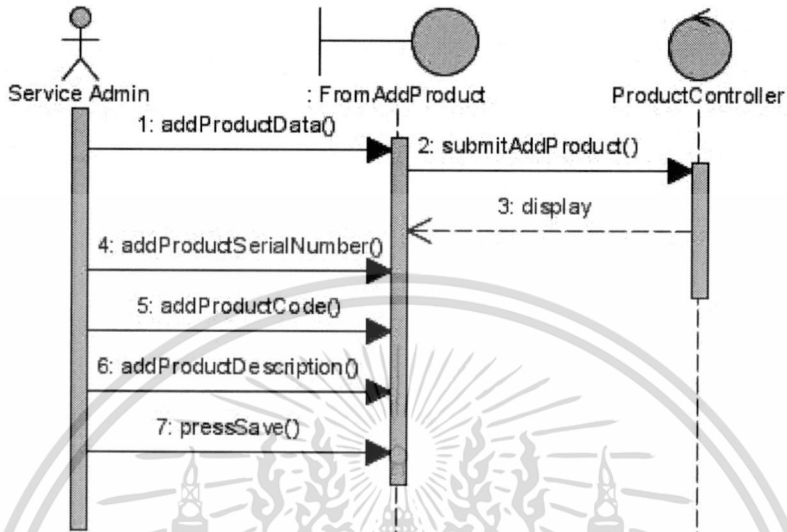 Service Admin
: FromAddProduct
ProductController
1: addProductData()
2: submitAddProduct()
3: display
4: addProductSerialNumber()
5: addProductCode()
6: addProductDescription()
7: pressSave()